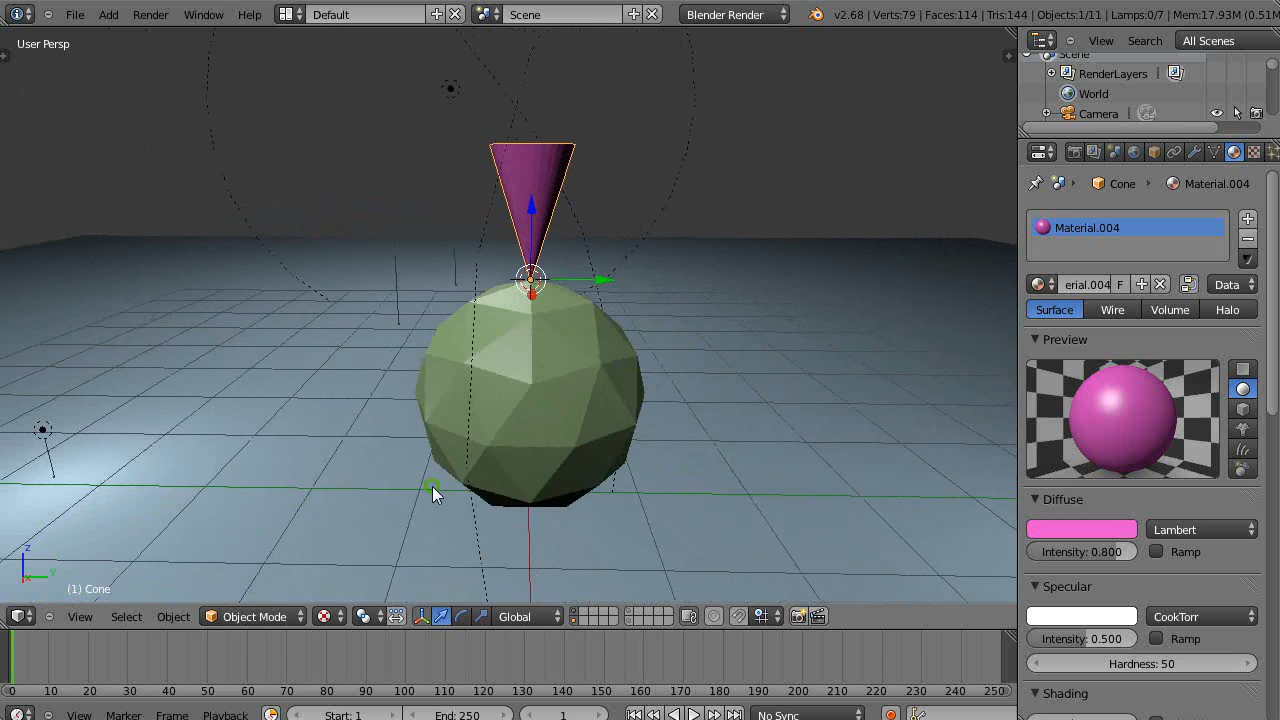 File Add Render Window Help Default Scene Blender Render v2.68 | Verts:79 | Faces:114 | Tris:144 | Objects:1/11 | Lamps:0/7 | Mem:17.93M (0.51M
User Persp
View Search All Scenes
Scene
RenderLayers
World
Camera
Cone Material.004
Material.004
erial.004 F Data
Surface Wire Volume Halo
Preview
Diffuse
Lambert
Intensity: 0.800 Ramp
Specular
CookTorr
Intensity: 0.500 Ramp
Hardness: 50
Shading
z
y
x
(1) Cone
View Select Object Object Mode Global
0 10 20 30 40 50 60 70 80 90 100 110 120 130 140 150 160 170 180 190 200 210 220 230 240 250
View Marker Frame Playback Start: 1 End: 250 1 No Sync